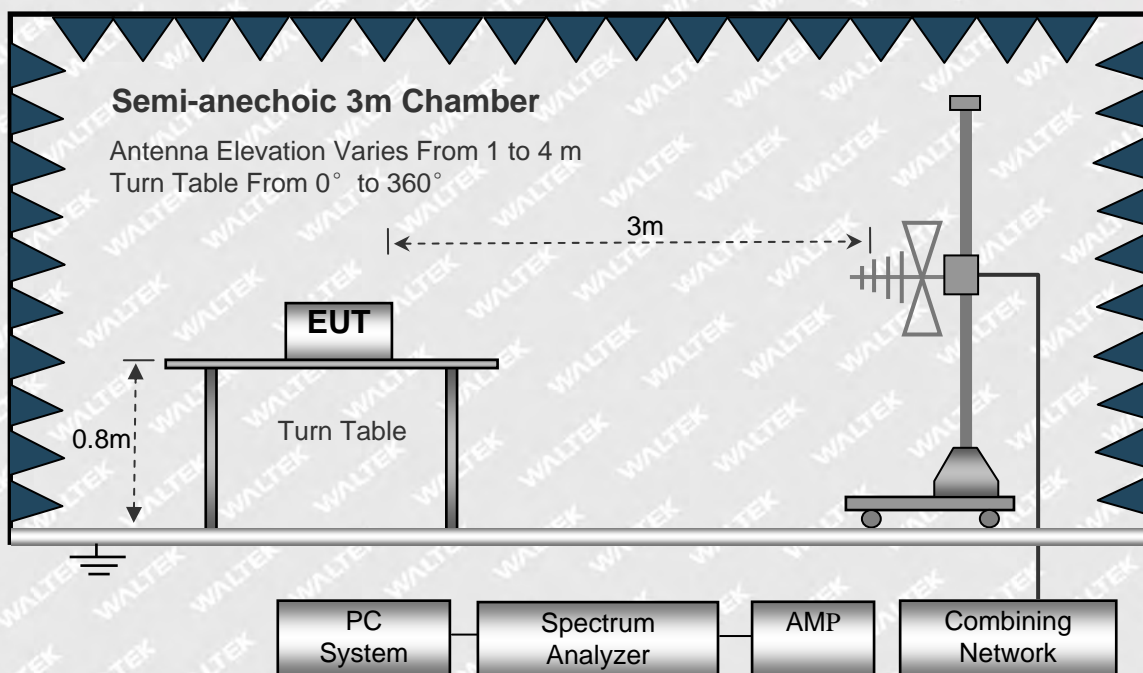 Semi-anechoic 3m Chamber
Antenna Elevation Varies From 1 to 4 m
Turn Table From 0° to 360°
3m
EUT
0.8m
Turn Table
PC
System
Spectrum
Analyzer
AMP
Combining
Network
WALTEK